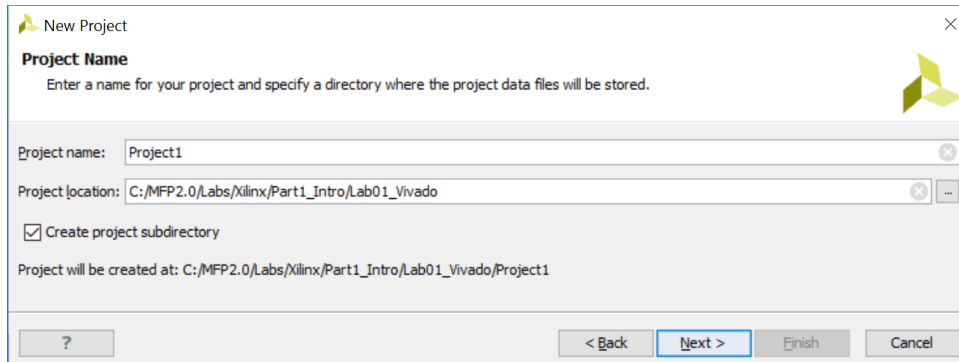 New Project
Project Name
Enter a name for your project and specify a directory where the project data files will be stored.
Project name: Project1
Project location: C:/MFP2.0/Labs/Xilinx/Part1_Intro/Lab01_Vivado ...
Create project subdirectory
Project will be created at: C:/MFP2.0/Labs/Xilinx/Part1_Intro/Lab01_Vivado/Project1
? < Back Next > Finish Cancel